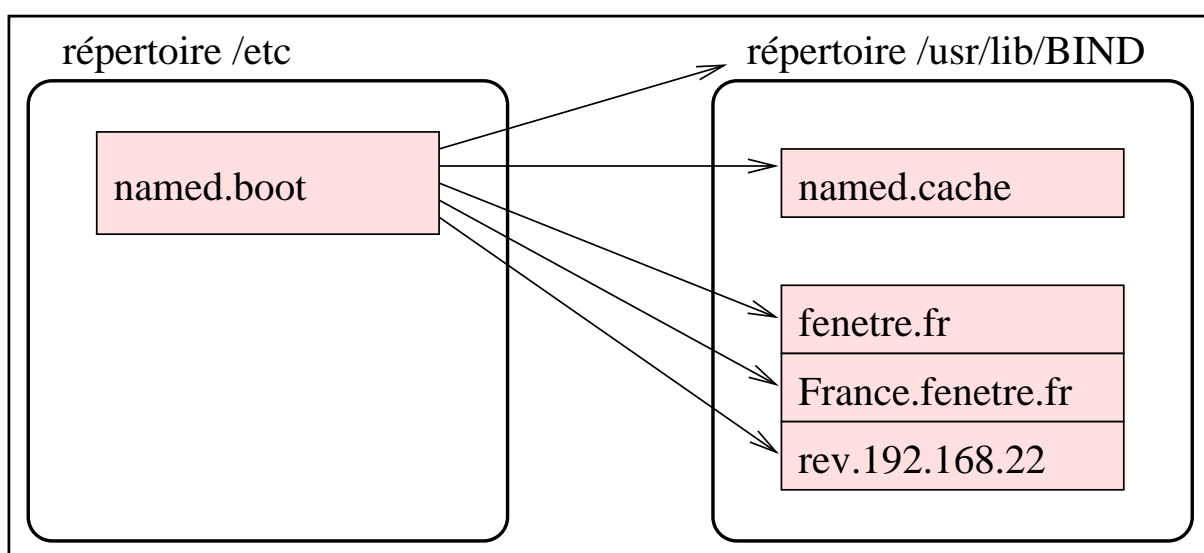 répertoire /etc
named.boot
répertoire /usr/lib/BIND
named.cache
fenetre.fr
France.fenetre.fr
rev.192.168.22